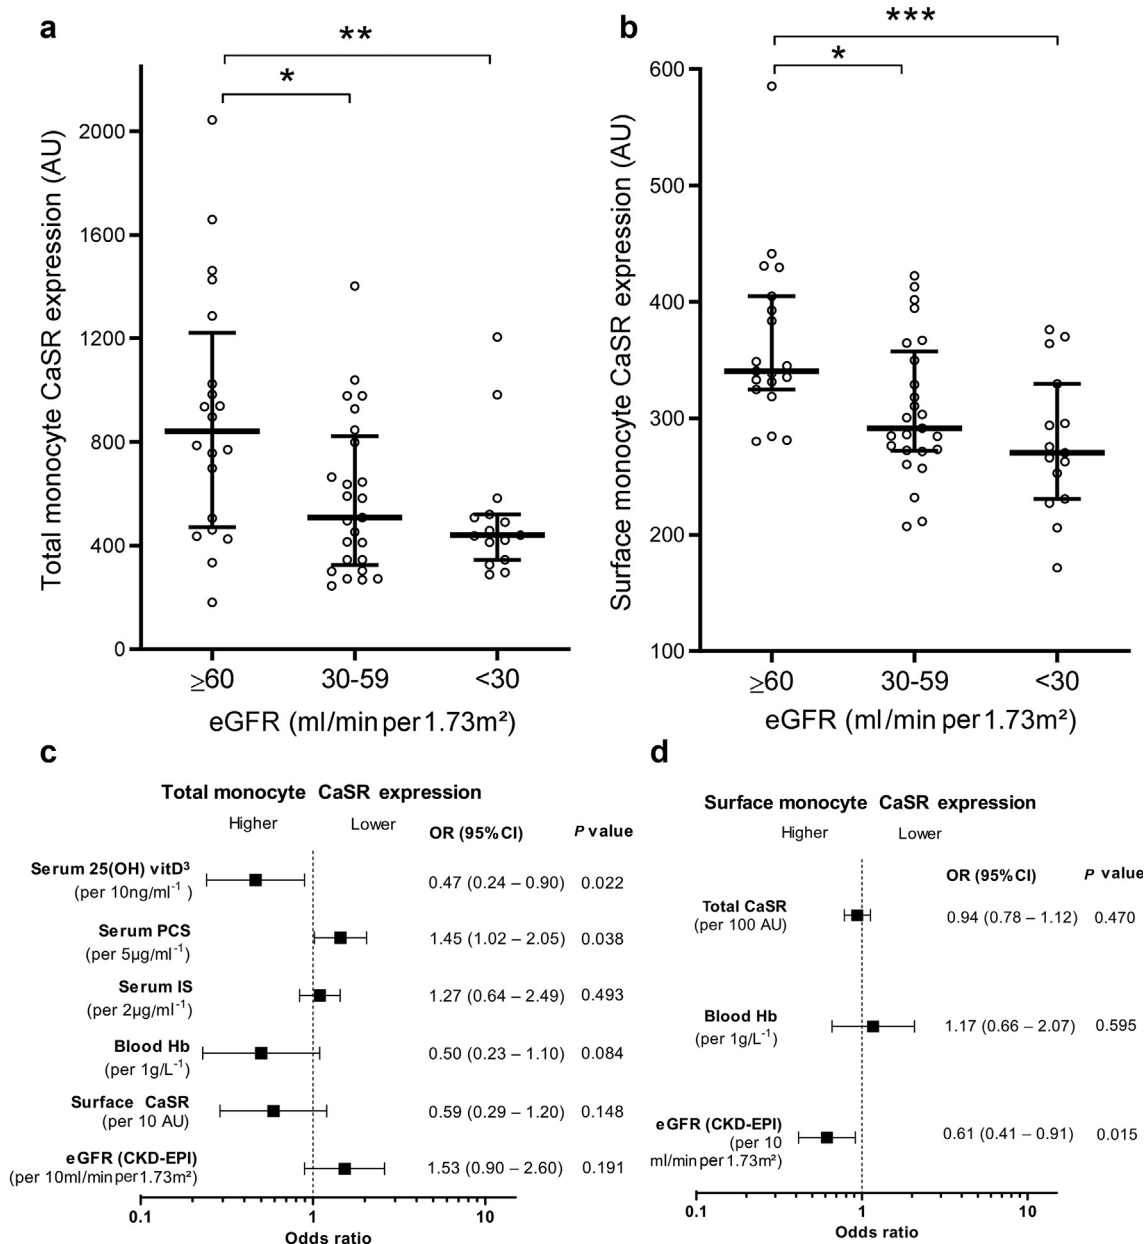 a
**
*
Total monocyte CaSR expression (AU)
2000
1600
1200
800
400
0
≥60 30-59 <30
eGFR (ml/min per 1.73m²)
b
***
*
Surface monocyte CaSR expression (AU)
600
500
400
300
200
100
≥60 30-59 <30
eGFR (ml/min per 1.73m²)
c
Total monocyte CaSR expression
Higher Lower OR (95%CI) P value
Serum 25(OH) vitD³
(per 10ng/ml⁻¹ )
0.47 (0.24 – 0.90) 0.022
Serum PCS
(per 5µg/ml⁻¹)
1.45 (1.02 – 2.05) 0.038
Serum IS
(per 2µg/ml⁻¹)
1.27 (0.64 – 2.49) 0.493
Blood Hb
(per 1g/L⁻¹)
0.50 (0.23 – 1.10) 0.084
Surface CaSR
(per 10 AU)
0.59 (0.29 – 1.20) 0.148
eGFR (CKD-EPI)
(per 10ml/min per 1.73m²)
1.53 (0.90 – 2.60) 0.191
0.1 1 10
Odds ratio
d
Surface monocyte CaSR expression
Higher Lower
OR (95%CI) P value
Total CaSR
(per 100 AU)
0.94 (0.78 – 1.12) 0.470
Blood Hb
(per 1g/L⁻¹)
1.17 (0.66 – 2.07) 0.595
eGFR (CKD-EPI)
(per 10
ml/min per 1.73m²)
0.61 (0.41 – 0.91) 0.015
0.1 1 10
Odds ratio